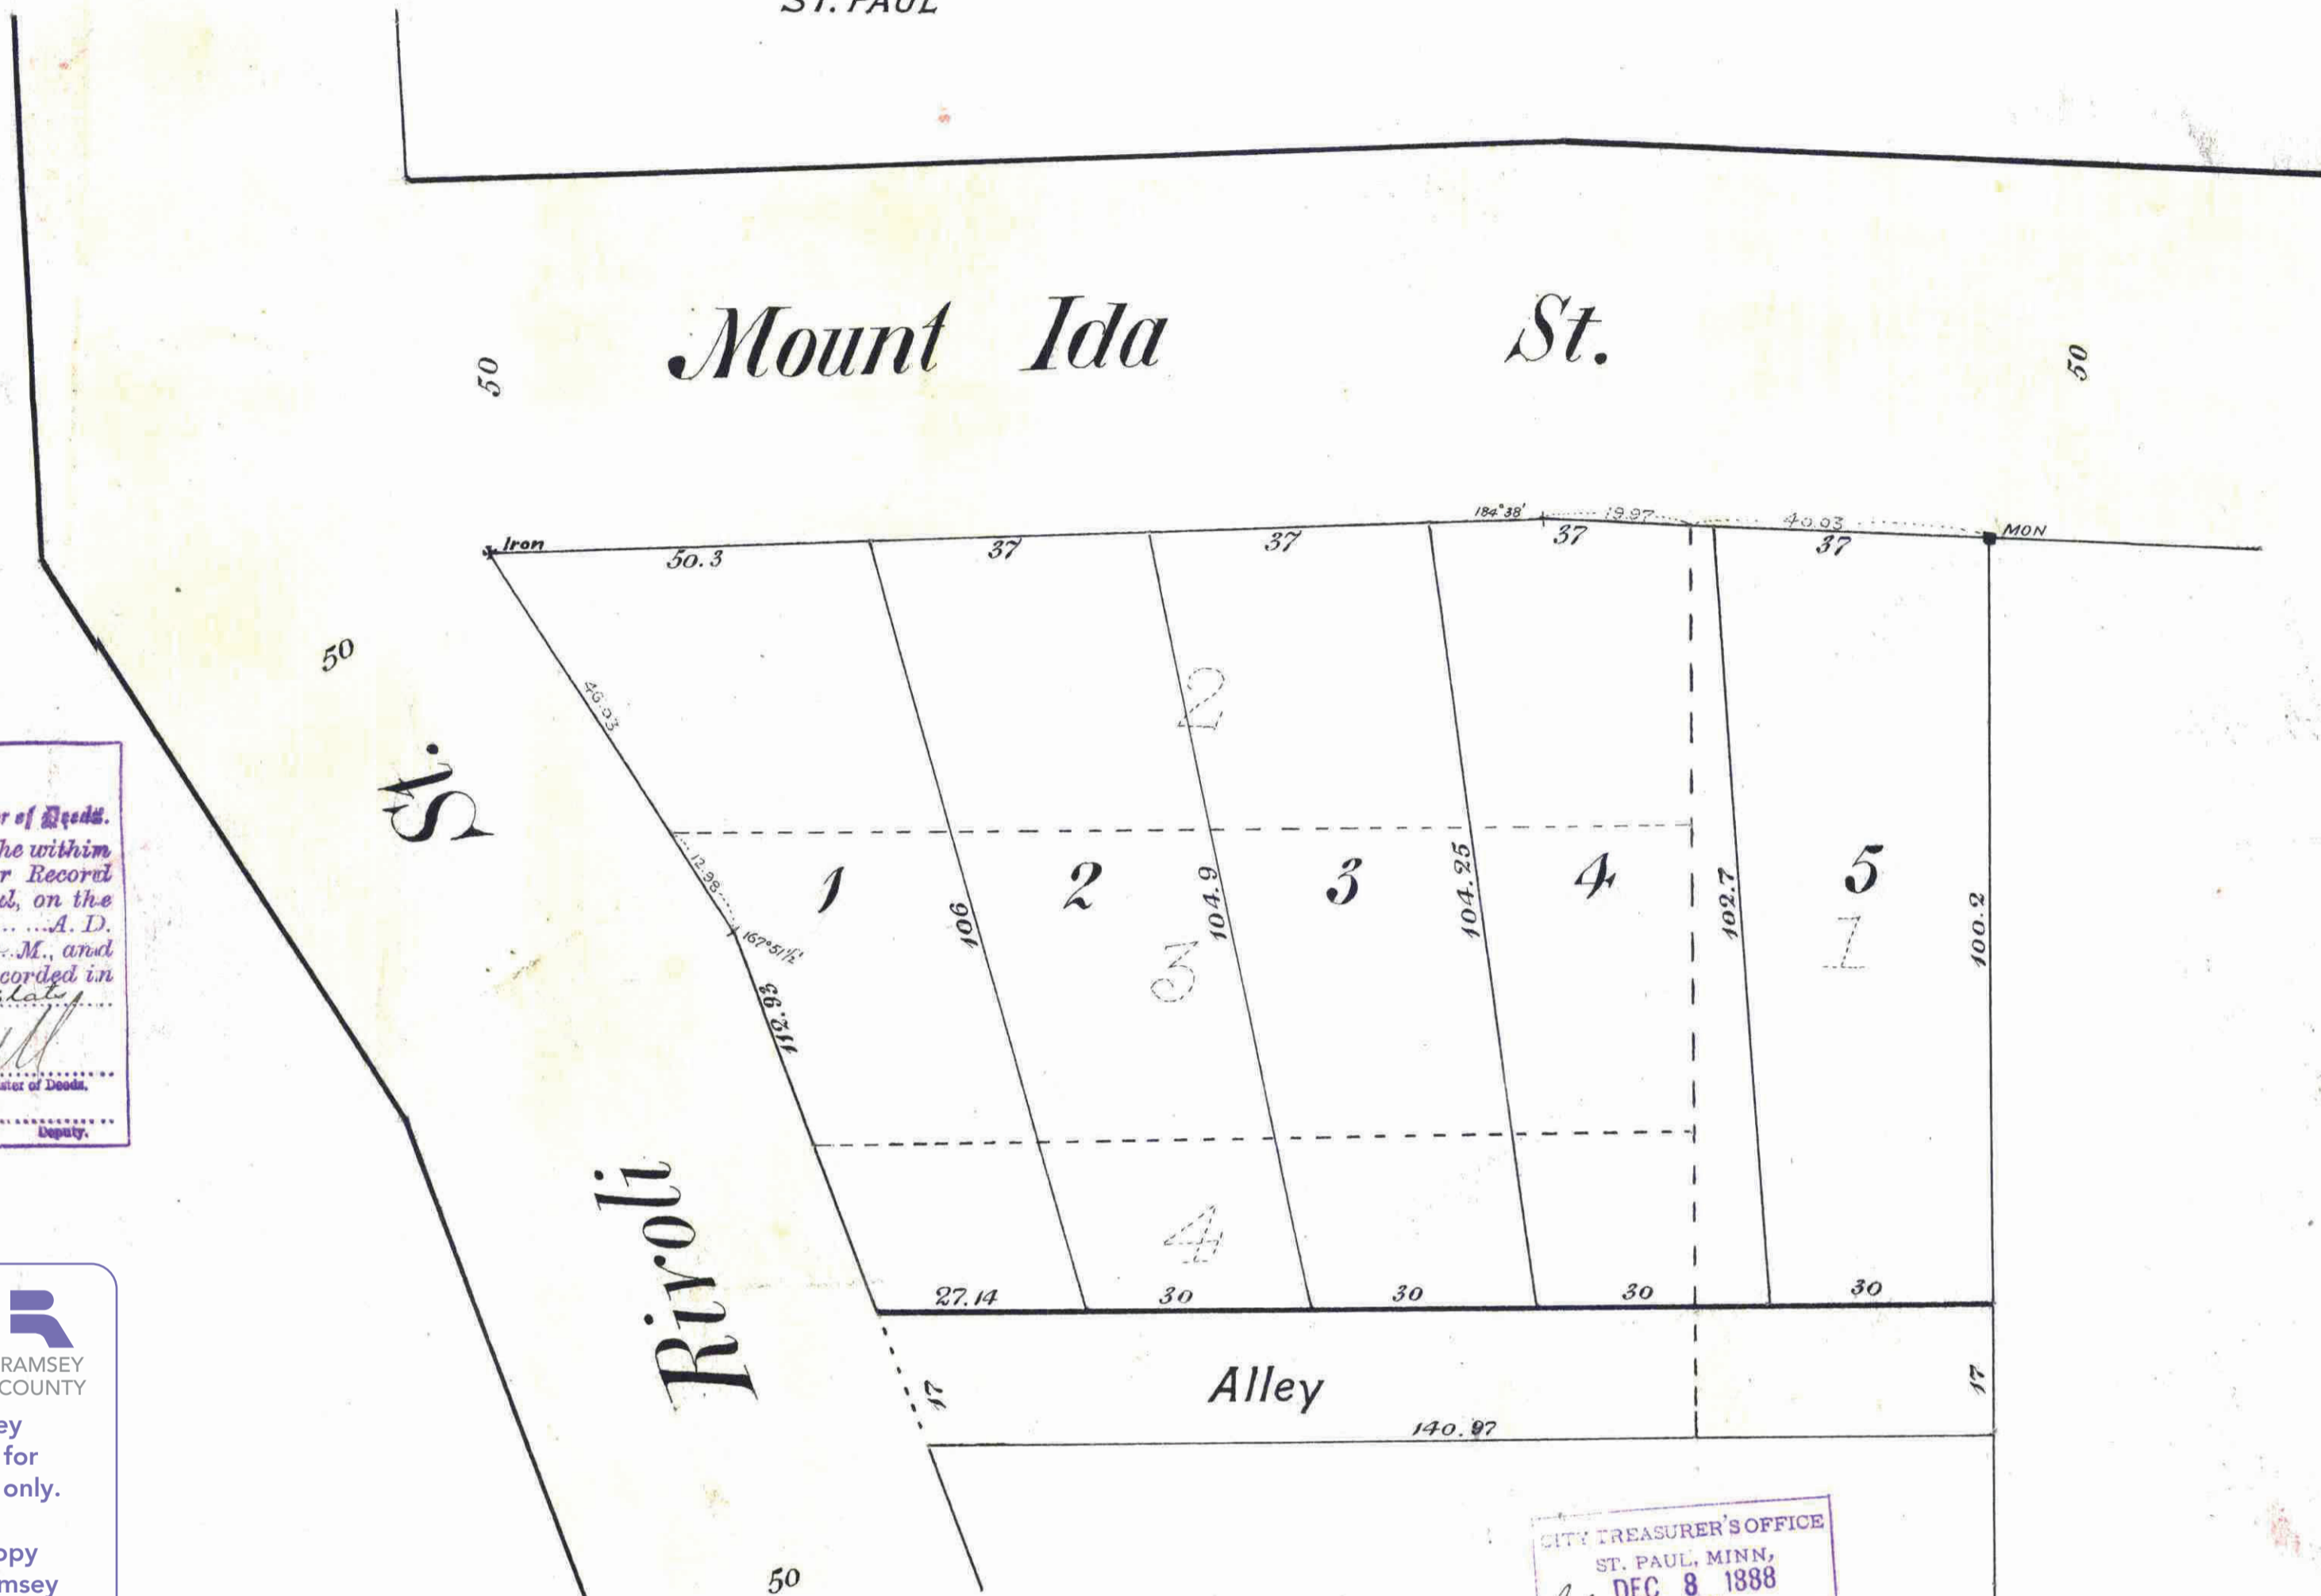 ST. PAUL
Mount Ida St.
50
50
184°38'
19.97
40.03
MON
Iron
50.3
37
37
37
37
50
46.03
2
St.
12.98
1
2
3
4
5
106
104.9
104.25
102.7
100.2
167°51½'
3
1
112.93
r of Deeds.
he within
r Record
ul, on the
A. D.
M., and
corded in
ster of Deeds,
Deputy.
Rivoli
4
27.14
30
30
30
30
RAMSEY
COUNTY
17
Alley
17
140.97
ey
for
only.
opy
msey
50
CITY TREASURER'S OFFICE
ST. PAUL, MINN,
DEC 8 1888